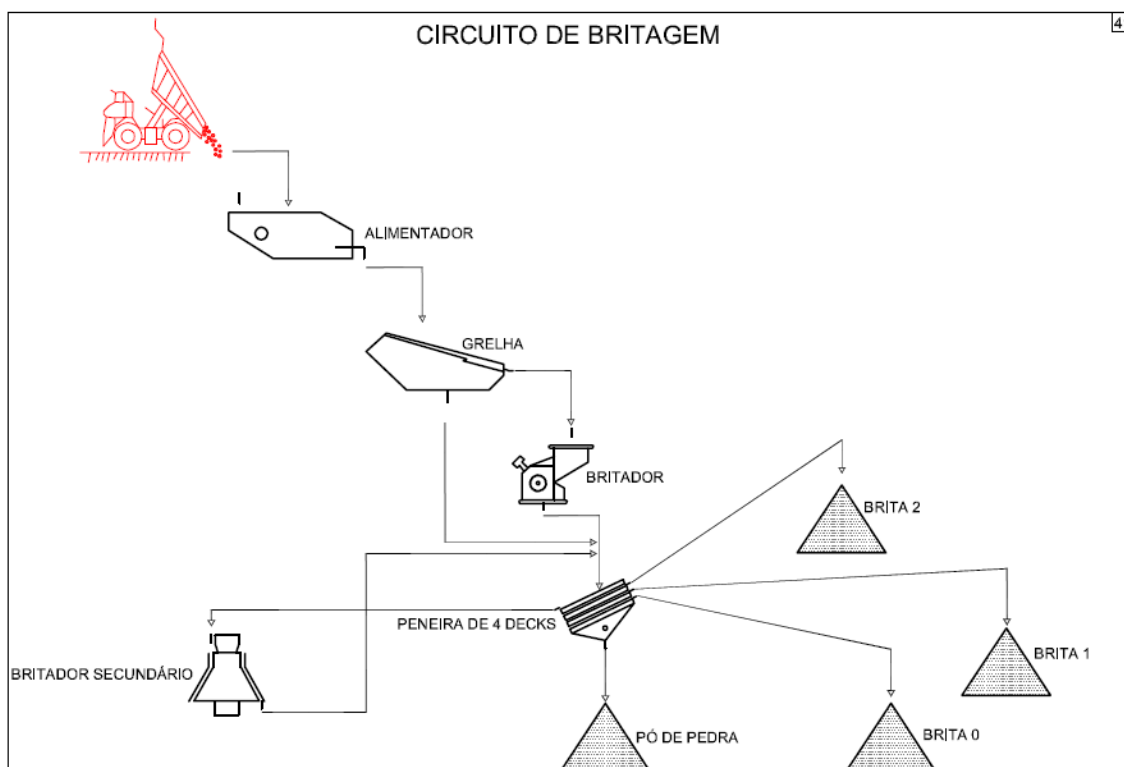 CIRCUITO DE BRITAGEM
4
ALIMENTADOR
GRELHA
BRITADOR
BRITA 2
PENEIRA DE 4 DECKS
BRITA 1
BRITADOR SECUNDÁRIO
PÓ DE PEDRA
BRITA 0